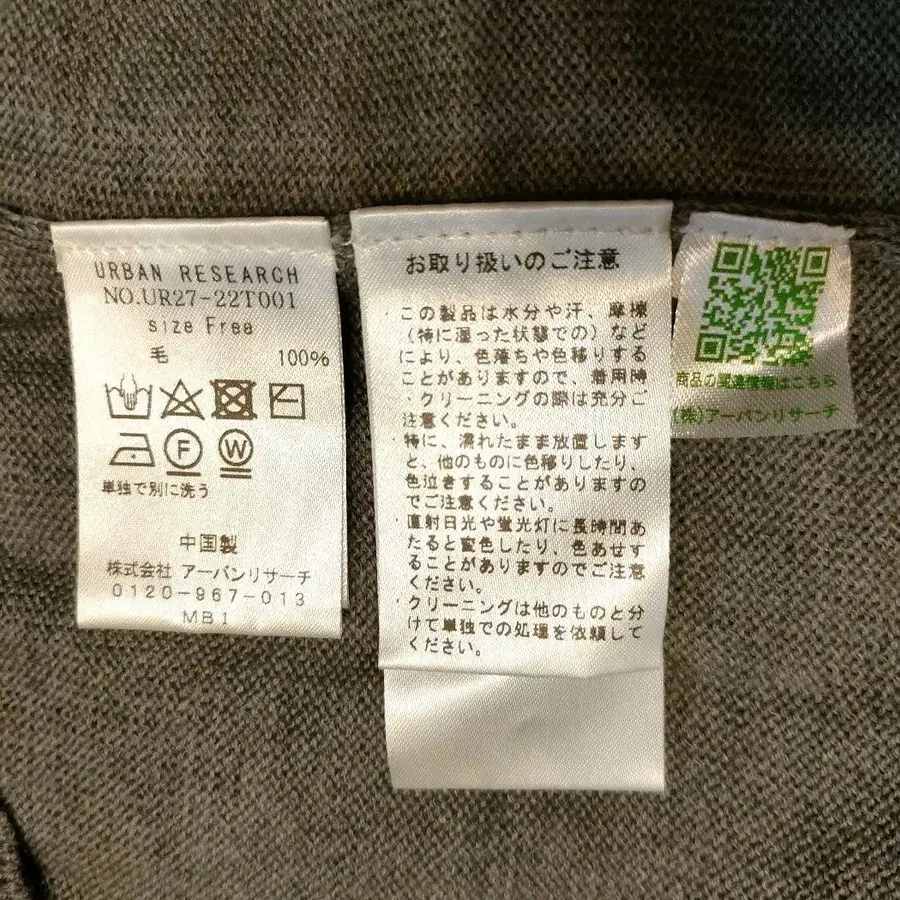 URBAN RESEARCH
NO.UR27-22T001
size Free
毛 100%
F W
単独で別に洗う
中国製
株式会社 アーバンリサーチ
0120-967-013
MBI
お取り扱いのご注意
・この製品は水分や汗、摩擦
（特に湿った状態での）など
により、色落ちや色移りする
ことがありますので、着用時
・クリーニングの際は充分ご
注意ください。
・特に、濡れたまま放置します
と、他のものに色移りしたり、
色泣きすることがありますの
でご注意ください。
・直射日光や蛍光灯に長時間あ
たると変色したり、色あせす
ることがありますのでご注意
ください。
・クリーニングは他のものと分
けて単独での処理を依頼して
ください。
商品の関連情報はこちら
(株)アーバンリサーチ